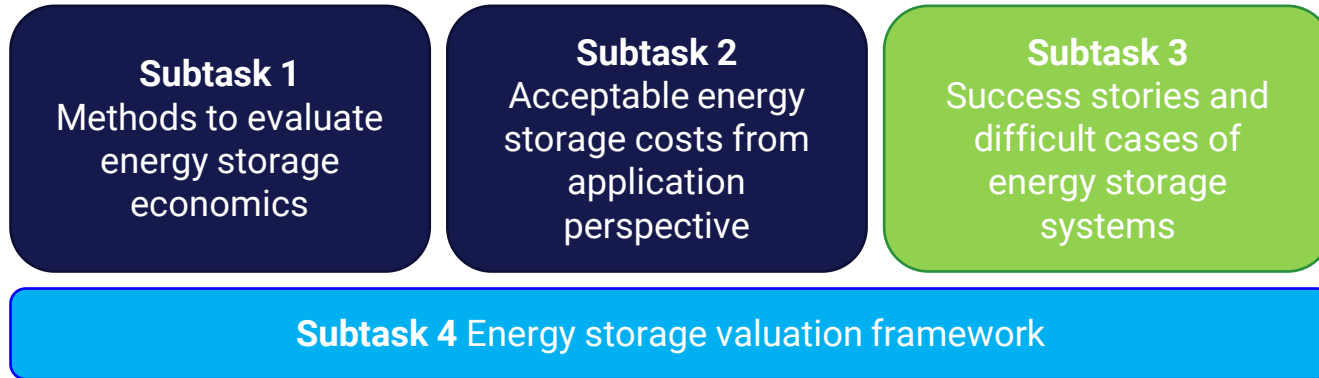 Subtask 1
Methods to evaluate
energy storage
economics
Subtask 2
Acceptable energy
storage costs from
application
perspective
Subtask 3
Success stories and
difficult cases of
energy storage
systems
Subtask 4 Energy storage valuation framework